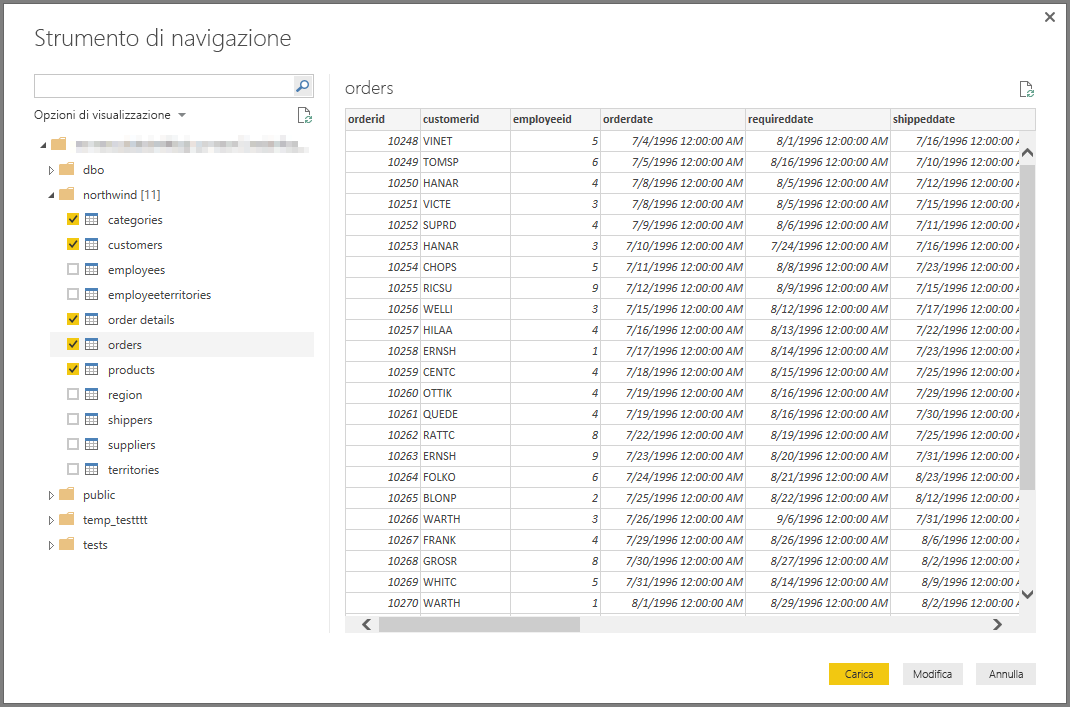 Strumento di navigazione
Opzioni di visualizzazione
dbo
northwind [11]
categories
customers
employees
employeeterritories
order details
orders
products
region
shippers
suppliers
territories
public
temp_testttt
tests
orders
orderid customerid employeeid orderdate requireddate shippeddate
10248 VINET 5 7/4/1996 12:00:00 AM 8/1/1996 12:00:00 AM 7/16/1996 12:00:00 A
10249 TOMSP 6 7/5/1996 12:00:00 AM 8/16/1996 12:00:00 AM 7/10/1996 12:00:00 A
10250 HANAR 4 7/8/1996 12:00:00 AM 8/5/1996 12:00:00 AM 7/12/1996 12:00:00 A
10251 VICTE 3 7/8/1996 12:00:00 AM 8/5/1996 12:00:00 AM 7/15/1996 12:00:00 A
10252 SUPRD 4 7/9/1996 12:00:00 AM 8/6/1996 12:00:00 AM 7/11/1996 12:00:00 A
10253 HANAR 3 7/10/1996 12:00:00 AM 7/24/1996 12:00:00 AM 7/16/1996 12:00:00 A
10254 CHOPS 5 7/11/1996 12:00:00 AM 8/8/1996 12:00:00 AM 7/23/1996 12:00:00 A
10255 RICSU 9 7/12/1996 12:00:00 AM 8/9/1996 12:00:00 AM 7/15/1996 12:00:00 A
10256 WELLI 3 7/15/1996 12:00:00 AM 8/12/1996 12:00:00 AM 7/17/1996 12:00:00 A
10257 HILAA 4 7/16/1996 12:00:00 AM 8/13/1996 12:00:00 AM 7/22/1996 12:00:00 A
10258 ERNSH 1 7/17/1996 12:00:00 AM 8/14/1996 12:00:00 AM 7/23/1996 12:00:00 A
10259 CENTC 4 7/18/1996 12:00:00 AM 8/15/1996 12:00:00 AM 7/25/1996 12:00:00 A
10260 OTTIK 4 7/19/1996 12:00:00 AM 8/16/1996 12:00:00 AM 7/29/1996 12:00:00 A
10261 QUEDE 4 7/19/1996 12:00:00 AM 8/16/1996 12:00:00 AM 7/30/1996 12:00:00 A
10262 RATTC 8 7/22/1996 12:00:00 AM 8/19/1996 12:00:00 AM 7/25/1996 12:00:00 A
10263 ERNSH 9 7/23/1996 12:00:00 AM 8/20/1996 12:00:00 AM 7/31/1996 12:00:00 A
10264 FOLKO 6 7/24/1996 12:00:00 AM 8/21/1996 12:00:00 AM 8/23/1996 12:00:00 A
10265 BLONP 2 7/25/1996 12:00:00 AM 8/22/1996 12:00:00 AM 8/12/1996 12:00:00 A
10266 WARTH 3 7/26/1996 12:00:00 AM 9/6/1996 12:00:00 AM 7/31/1996 12:00:00 A
10267 FRANK 4 7/29/1996 12:00:00 AM 8/26/1996 12:00:00 AM 8/6/1996 12:00:00 A
10268 GROSR 8 7/30/1996 12:00:00 AM 8/27/1996 12:00:00 AM 8/2/1996 12:00:00 A
10269 WHITC 5 7/31/1996 12:00:00 AM 8/14/1996 12:00:00 AM 8/9/1996 12:00:00 A
10270 WARTH 1 8/1/1996 12:00:00 AM 8/29/1996 12:00:00 AM 8/2/1996 12:00:00 A
Carica Modifica Annulla